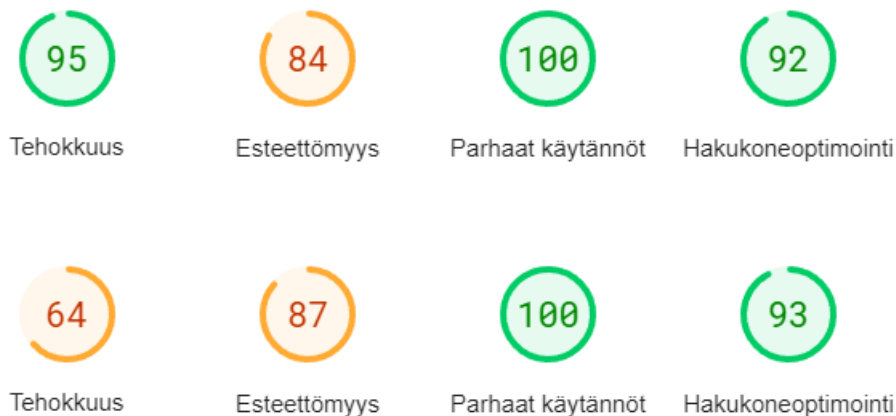 95 84 100 92
Tehokkuus Esteettömyys Parhaat käytännöt Hakukoneoptimointi
64 87 100 93
Tehokkuus Esteettömyys Parhaat käytännöt Hakukoneoptimointi